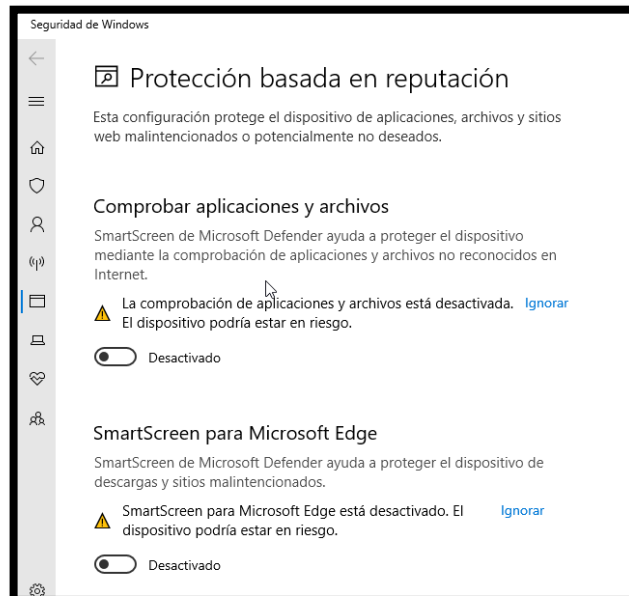 Seguridad de Windows
Protección basada en reputación
Esta configuración protege el dispositivo de aplicaciones, archivos y sitios
web malintencionados o potencialmente no deseados.
Comprobar aplicaciones y archivos
SmartScreen de Microsoft Defender ayuda a proteger el dispositivo
mediante la comprobación de aplicaciones y archivos no reconocidos en
Internet.
La comprobación de aplicaciones y archivos está desactivada. Ignorar
El dispositivo podría estar en riesgo.
Desactivado
SmartScreen para Microsoft Edge
SmartScreen de Microsoft Defender ayuda a proteger el dispositivo de
descargas y sitios malintencionados.
SmartScreen para Microsoft Edge está desactivado. El Ignorar
dispositivo podría estar en riesgo.
Desactivado